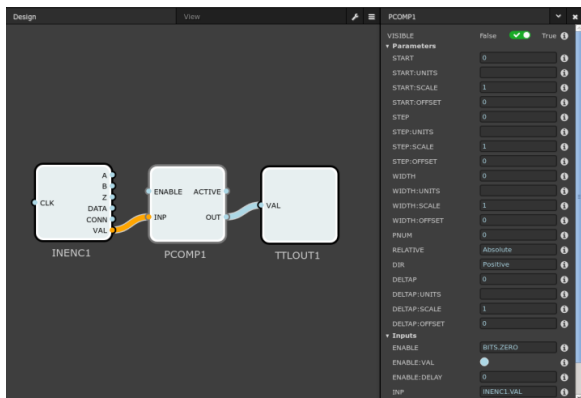 Design
View
PCOMP1
VISIBLE False True
Parameters
START 0
START:UNITS
START:SCALE 1
START:OFFSET 0
STEP 0
STEP:UNITS
STEP:SCALE 1
STEP:OFFSET 0
WIDTH 0
WIDTH:UNITS
WIDTH:SCALE 1
WIDTH:OFFSET 0
PNUM 0
RELATIVE Absolute
DIR Positive
DELTAP 0
DELTAP:UNITS
DELTAP:SCALE 1
DELTAP:OFFSET 0
Inputs
ENABLE BITS.ZERO
ENABLE:VAL
ENABLE:DELAY 0
INP INENC1.VAL
A
B
Z
CLK
DATA
CONN
VAL
INENC1
ENABLE ACTIVE
INP OUT
PCOMP1
VAL
TTLOUT1